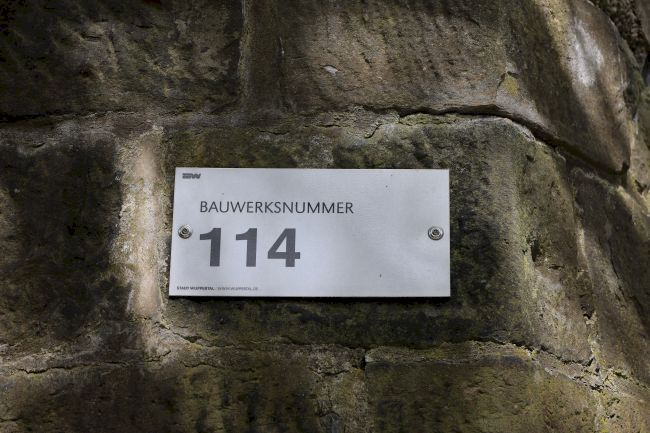 BAUWERKSNUMMER
114
STADT WUPPERTAL / WWW.WUPPERTAL.DE